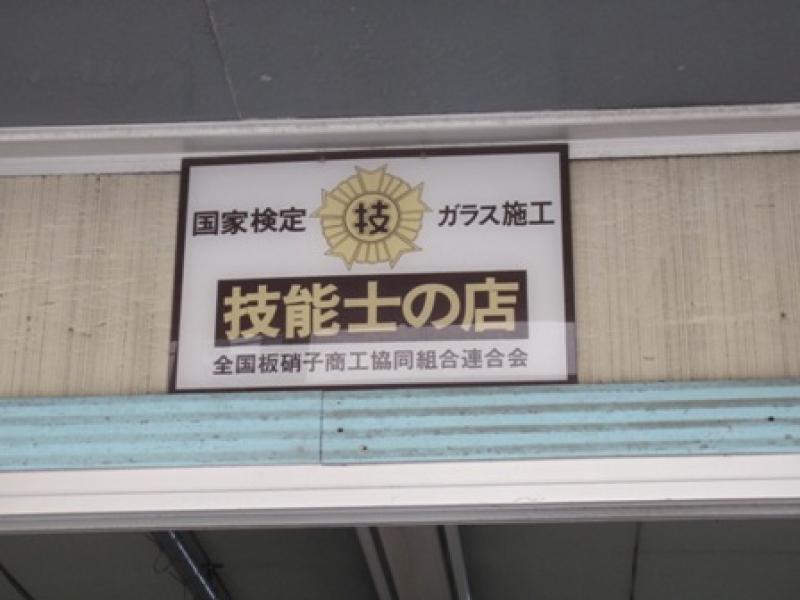 国家検定 技 ガラス施工
技能士の店
全国板硝子商工協同組合連合会